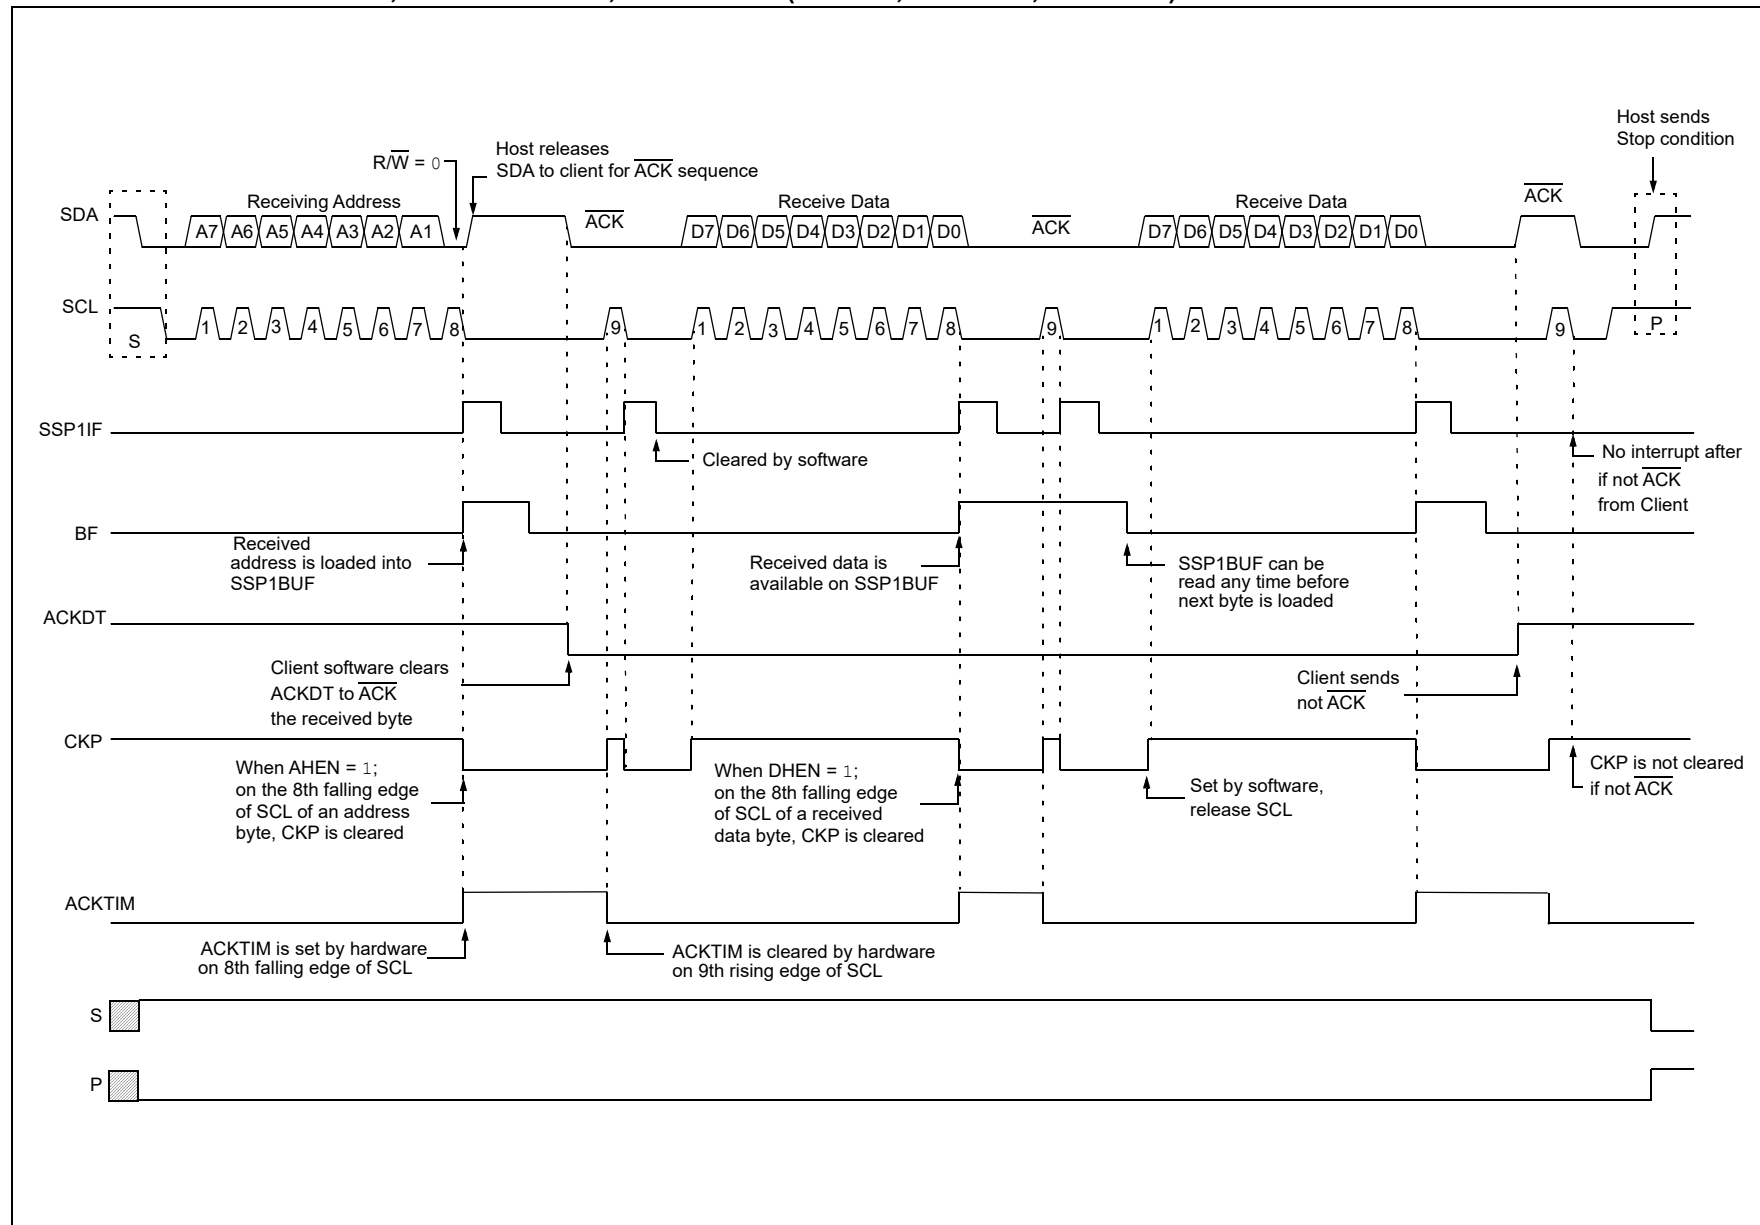 Host sends
Stop condition
R/W̅ = 0
Host releases
SDA to client for A̅C̅K̅ sequence
SDA
Receiving Address
A7 A6 A5 A4 A3 A2 A1
A̅C̅K̅
Receive Data
D7 D6 D5 D4 D3 D2 D1 D0
A̅C̅K̅
Receive Data
D7 D6 D5 D4 D3 D2 D1 D0
A̅C̅K̅
SCL
S
1 2 3 4 5 6 7 8 9
1 2 3 4 5 6 7 8 9
1 2 3 4 5 6 7 8 9
P
SSP1IF
Cleared by software
No interrupt after
if not A̅C̅K̅
from Client
BF
Received
address is loaded into
SSP1BUF
Received data is
available on SSP1BUF
SSP1BUF can be
read any time before
next byte is loaded
ACKDT
Client software clears
ACKDT to A̅C̅K̅
the received byte
Client sends
not A̅C̅K̅
CKP
When AHEN = 1;
on the 8th falling edge
of SCL of an address
byte, CKP is cleared
When DHEN = 1;
on the 8th falling edge
of SCL of a received
data byte, CKP is cleared
Set by software,
release SCL
CKP is not cleared
if not A̅C̅K̅
ACKTIM
ACKTIM is set by hardware
on 8th falling edge of SCL
ACKTIM is cleared by hardware
on 9th rising edge of SCL
S
P